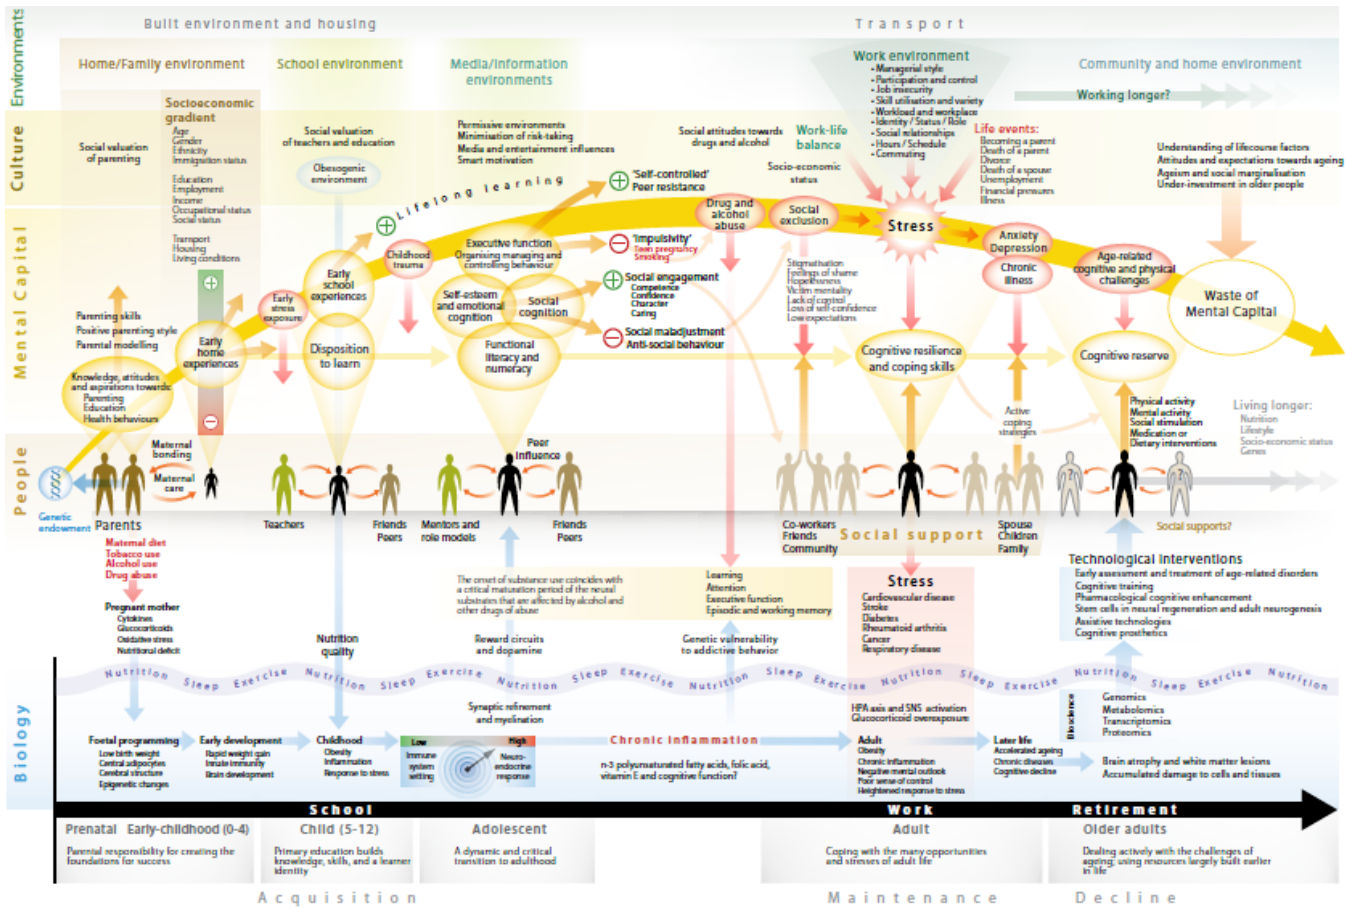 Environments
Culture
Mental Capital
People
Biology
Built environment and housing
Transport
Home/Family environment
School environment
Media/Information
environments
Work environment
- Managerial style
- Participation and control
- Job insecurity
- Skill utilisation and variety
- Workload and workplace
- Identity / Status / Role
- Social relationships
- Hours / Schedule
- Commuting
Community and home environment
Working longer?
Socioeconomic
gradient
Age
Gender
Ethnicity
Immigration status
Education
Employment
Income
Occupational status
Social status
Transport
Housing
Living conditions
Social valuation
of parenting
Social valuation
of teachers and education
Obesogenic
environment
Permissive environments
Minimisation of risk-taking
Media and entertainment influences
Smart motivation
Social attitudes towards
drugs and alcohol
Work-life
balance
Socio-economic
status
Life events:
Becoming a parent
Death of a parent
Divorce
Death of a spouse
Unemployment
Financial pressures
Illness
Understanding of lifecourse factors
Attitudes and expectations towards ageing
Ageism and social marginalisation
Under-investment in older people
Lifelong learning
'Self-controlled'
Peer resistance
'Impulsivity'
Teen pregnancy
Smoking
Social engagement
Competence
Confidence
Character
Caring
Social maladjustment
Anti-social behaviour
Drug and
alcohol
abuse
Social
exclusion
Stress
Anxiety
Depression
Chronic
illness
Age-related
cognitive and physical
challenges
Waste of
Mental Capital
Stigmatisation
Feelings of shame
Hopelessness
Victim mentality
Lack of control
Loss of self-confidence
Low expectations
Parenting skills
Positive parenting style
Parental modelling
Knowledge, attitudes
and aspirations towards:
Parenting
Education
Health behaviours
Early
home
experiences
Early
stress
exposure
Early
school
experiences
Disposition
to learn
Childhood
trauma
Executive function
Organising managing and
controlling behaviour
Self-esteem
and emotional
cognition
Social
cognition
Functional
literacy and
numeracy
Cognitive resilience
and coping skills
Cognitive reserve
Active
coping
strategies
Physical activity
Mental activity
Social stimulation
Medication or
Dietary interventions
Living longer:
Nutrition
Lifestyle
Socio-economic status
Genes
Genetic
endowment
Maternal
bonding
Maternal
care
Parents
Teachers
Friends
Peers
Mentors and
role models
Peer
influence
Friends
Peers
Co-workers
Friends
Community
Social support
Spouse
Children
Family
? ?
Social supports?
Maternal diet
Tobacco use
Alcohol use
Drug abuse
Pregnant mother
Cytokines
Glucocorticoids
Oxidative stress
Nutritional deficit
Nutrition
quality
The onset of substance use coincides with
a critical maturation period of the neural
substrates that are affected by alcohol and
other drugs of abuse
Learning
Attention
Executive function
Episodic and working memory
Reward circuits
and dopamine
Genetic vulnerability
to addictive behavior
Stress
Cardiovascular disease
Stroke
Diabetes
Rheumatoid arthritis
Cancer
Respiratory disease
Technological interventions
Early assessment and treatment of age-related disorders
Cognitive training
Pharmacological cognitive enhancement
Stem cells in neural regeneration and adult neurogenesis
Assistive technologies
Cognitive prosthetics
Nutrition Sleep Exercise Nutrition Sleep Exercise Nutrition Sleep Exercise Nutrition Sleep Exercise Nutrition Sleep Exercise Nutrition Sleep Exercise Nutrition
Synaptic refinement
and myelination
HPA axis and SNS activation
Glucocorticoid overexposure
Bioscience
Genomics
Metabolomics
Transcriptomics
Proteomics
Foetal programming
Low birth weight
Central adipocytes
Cerebral structure
Epigenetic changes
Early development
Rapid weight gain
Innate immunity
Brain development
Childhood
Obesity
Inflammation
Response to stress
Low
High
Immune
system
setting
Neuro-
endocrine
response
Chronic inflammation
n-3 polyunsaturated fatty acids, folic acid,
vitamin E and cognitive function?
Adult
Obesity
Chronic inflammation
Negative mental outlook
Poor sense of control
Heightened response to stress
Later life
Accelerated ageing
Chronic diseases
Cognitive decline
Brain atrophy and white matter lesions
Accumulated damage to cells and tissues
School
Work
Retirement
Prenatal
Early-childhood (0-4)
Parental responsibility for creating the
foundations for success
Child (5-12)
Primary education builds
knowledge, skills, and a learner
identity
Adolescent
A dynamic and critical
transition to adulthood
Adult
Coping with the many opportunities
and stresses of adult life
Older adults
Dealing actively with the challenges of
ageing; using resources largely built earlier
in life
Acquisition
Maintenance
Decline